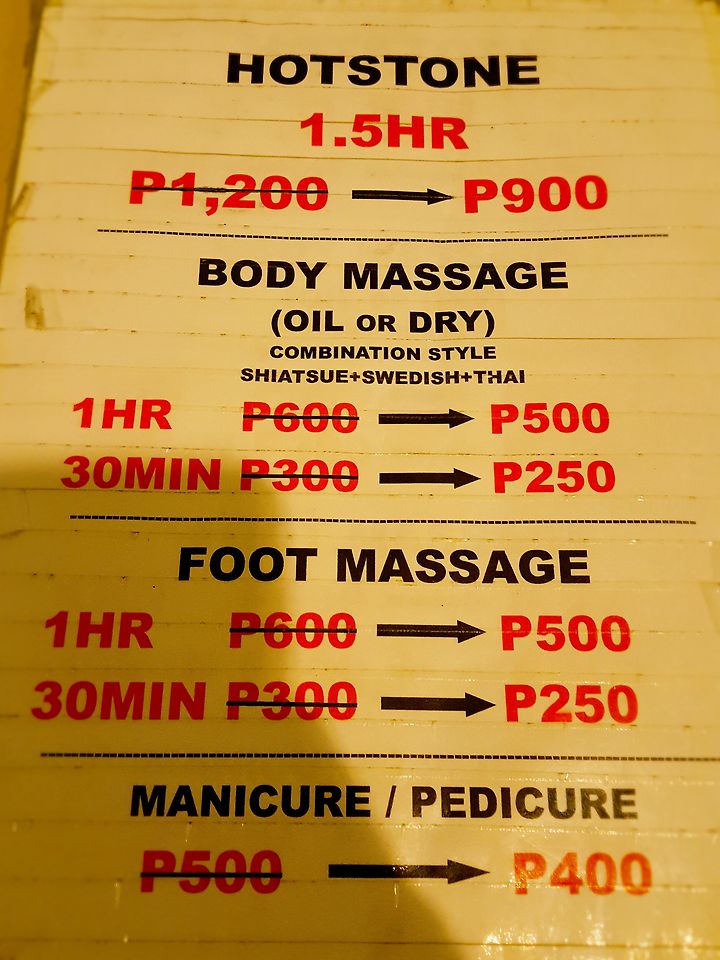 HOTSTONE
1.5HR
P1,200 → P900
BODY MASSAGE
(OIL OR DRY)
COMBINATION STYLE
SHIATSUE+SWEDISH+THAI
1HR P600 → P500
30MIN P300 → P250
FOOT MASSAGE
1HR P600 → P500
30MIN P300 → P250
MANICURE / PEDICURE
P500 → P400